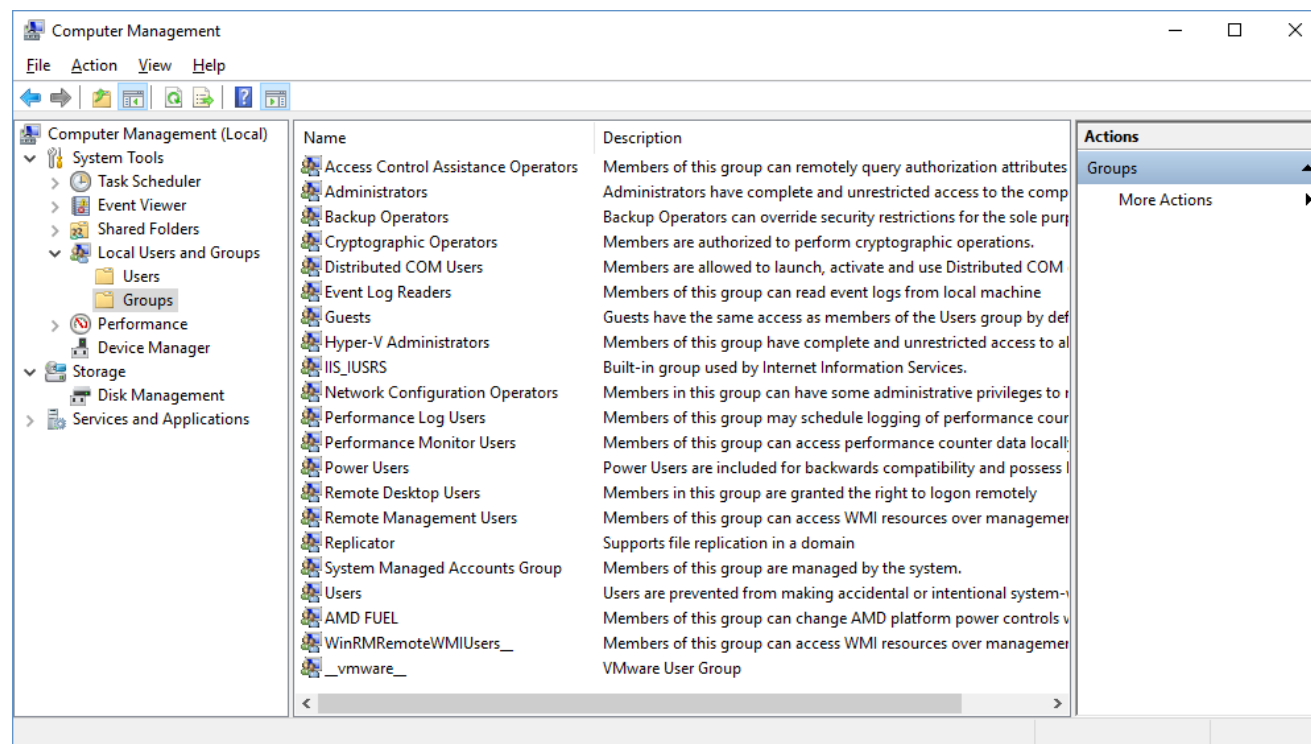 Computer Management
File Action View Help
Computer Management (Local)
System Tools
Task Scheduler
Event Viewer
Shared Folders
Local Users and Groups
Users
Groups
Performance
Device Manager
Storage
Disk Management
Services and Applications
Name Description
Access Control Assistance Operators Members of this group can remotely query authorization attributes
Administrators Administrators have complete and unrestricted access to the comp
Backup Operators Backup Operators can override security restrictions for the sole purp
Cryptographic Operators Members are authorized to perform cryptographic operations.
Distributed COM Users Members are allowed to launch, activate and use Distributed COM
Event Log Readers Members of this group can read event logs from local machine
Guests Guests have the same access as members of the Users group by def
Hyper-V Administrators Members of this group have complete and unrestricted access to al
IIS_IUSRS Built-in group used by Internet Information Services.
Network Configuration Operators Members in this group can have some administrative privileges to
Performance Log Users Members of this group may schedule logging of performance cour
Performance Monitor Users Members of this group can access performance counter data locall
Power Users Power Users are included for backwards compatibility and possess
Remote Desktop Users Members in this group are granted the right to logon remotely
Remote Management Users Members of this group can access WMI resources over managemer
Replicator Supports file replication in a domain
System Managed Accounts Group Members of this group are managed by the system.
Users Users are prevented from making accidental or intentional system-
AMD FUEL Members of this group can change AMD platform power controls
WinRMRemoteWMIUsers__ Members of this group can access WMI resources over managemer
__vmware__ VMware User Group
Actions
Groups
More Actions